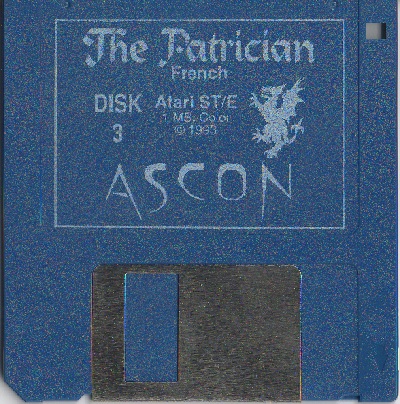 The Patrician
French
DISK 3
Atari ST/E
1 MB, Color
© 1993
ASCON